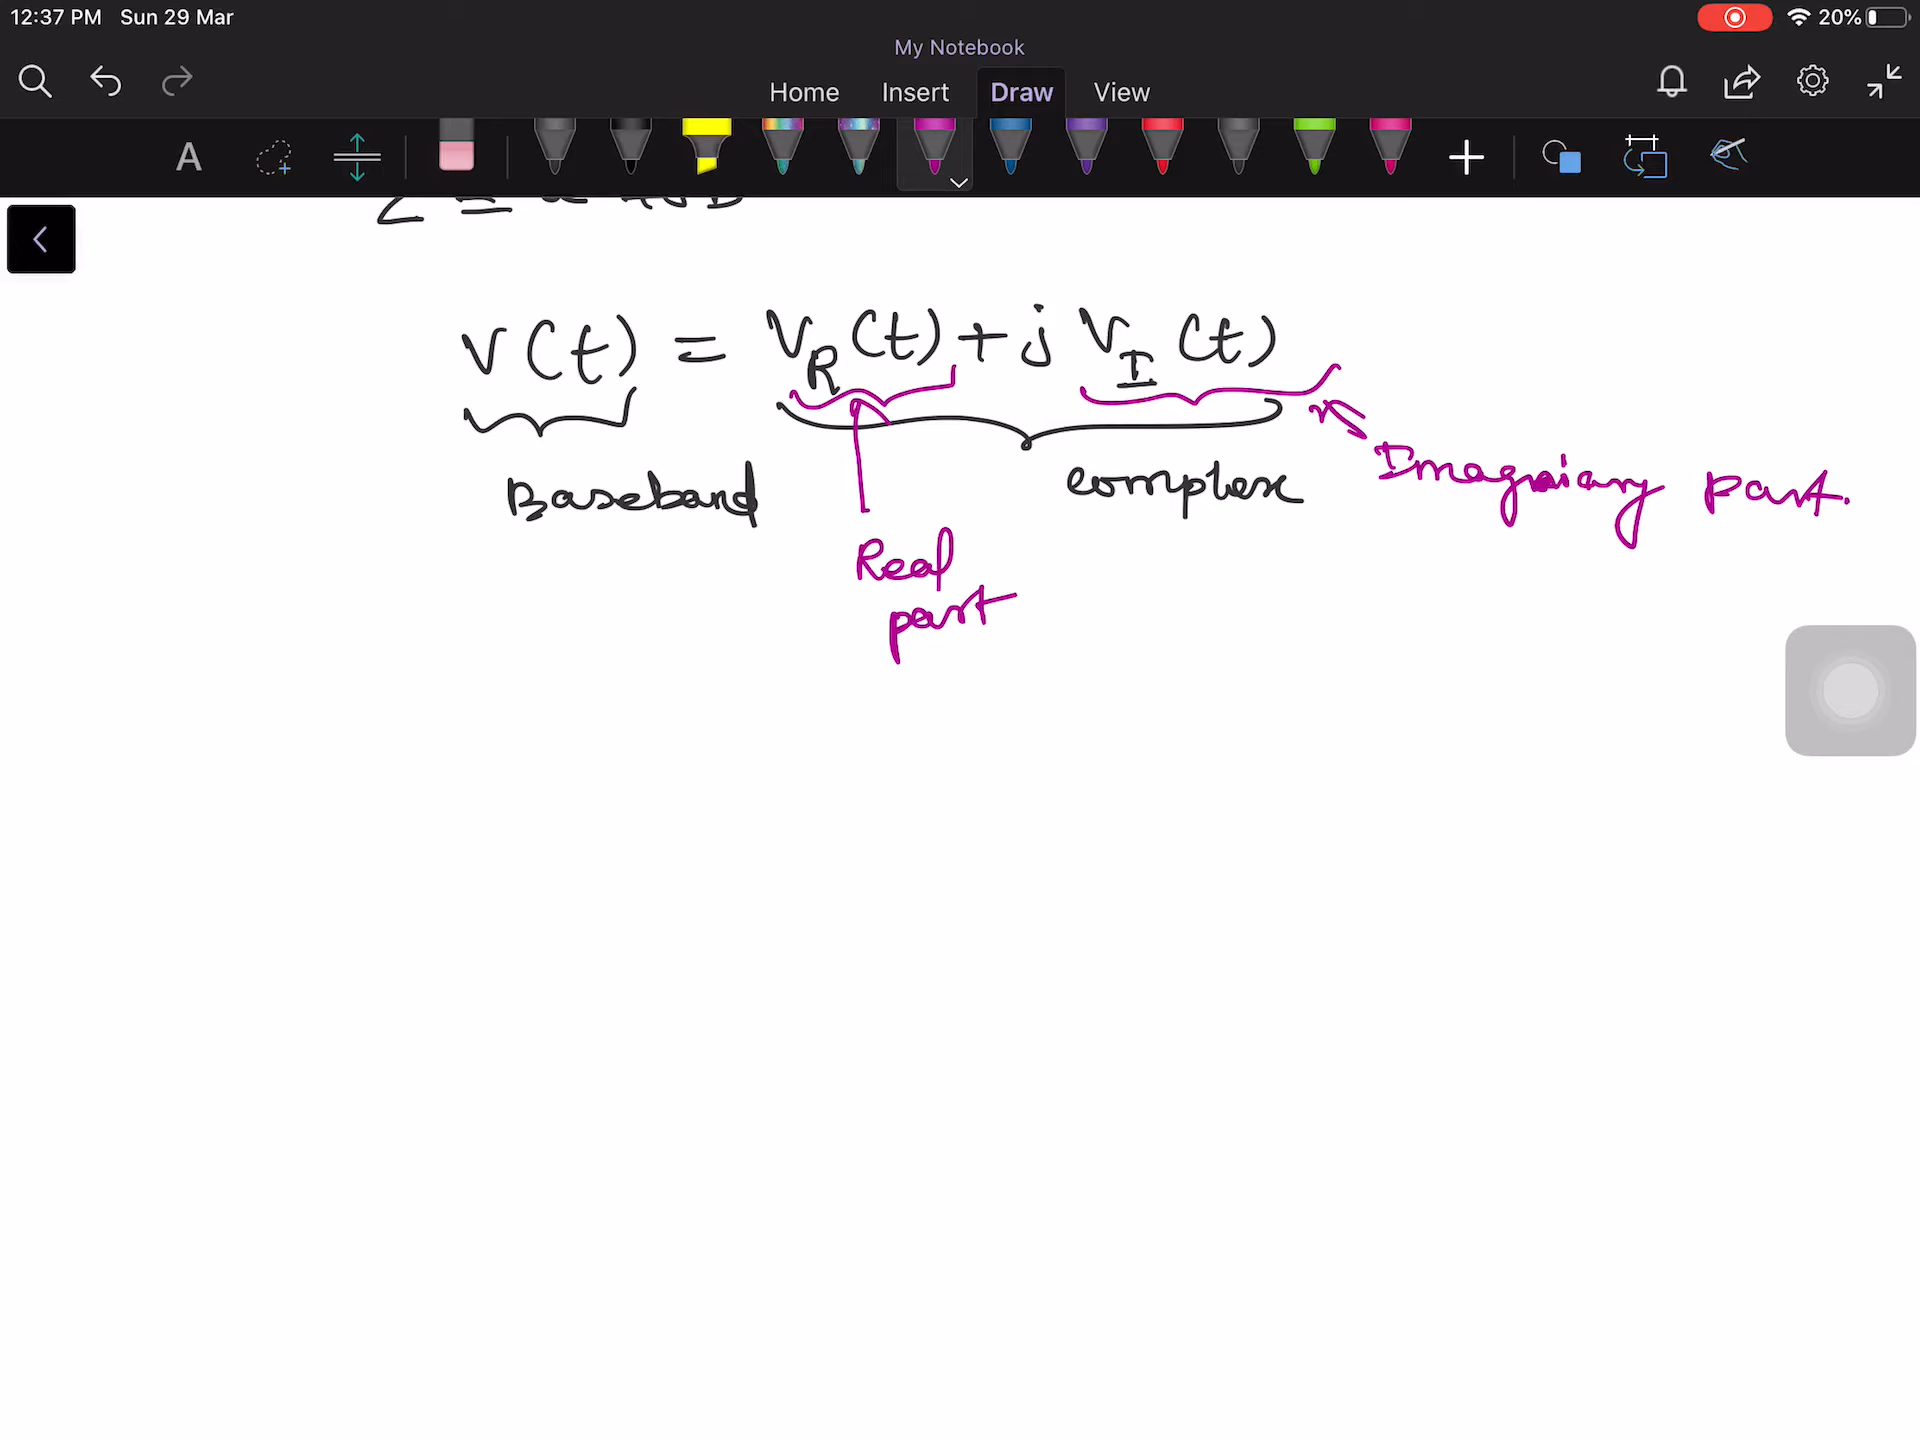 12:37 PM Sun 29 Mar
20%
My Notebook
Home Insert Draw View
A
V(t) = V_R(t) + j V_I(t)
Baseband
complex
Imaginary part.
Real
part